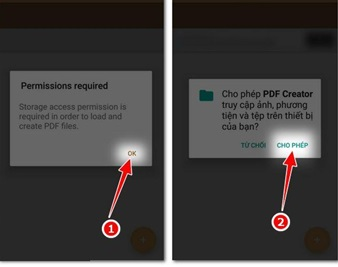 Permissions required
Storage access permission is
required in order to load and
create PDF files.
OK
1
Cho phép PDF Creator
truy cập ảnh, phương
tiện và tệp trên thiết bị
của bạn?
TỪ CHỐI CHO PHÉP
2